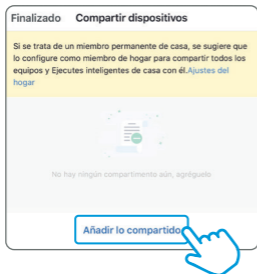 Finalizado Compartir dispositivos
Si se trata de un miembro permanente de casa, se sugiere que
lo configure como miembro de hogar para compartir todos los
equipos y Ejecutes inteligentes de casa con él.Ajustes del
hogar
No hay ningún compartimento aún, agréguelo
Añadir lo compartido